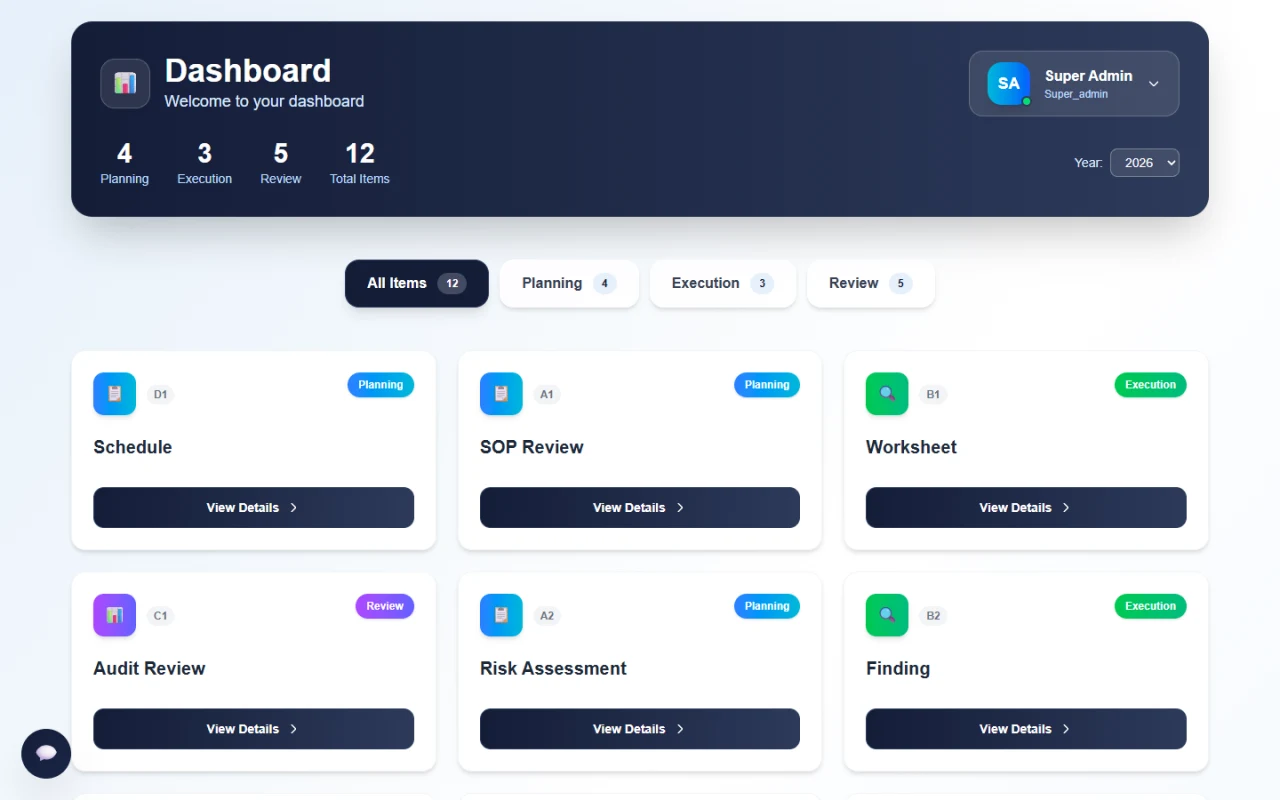 Dashboard
Welcome to your dashboard
SA
Super Admin
Super_admin
4
Planning
3
Execution
5
Review
12
Total Items
Year: 2026
All Items 12
Planning 4
Execution 3
Review 5
D1
Planning
Schedule
View Details
A1
Planning
SOP Review
View Details
B1
Execution
Worksheet
View Details
C1
Review
Audit Review
View Details
A2
Planning
Risk Assessment
View Details
B2
Execution
Finding
View Details